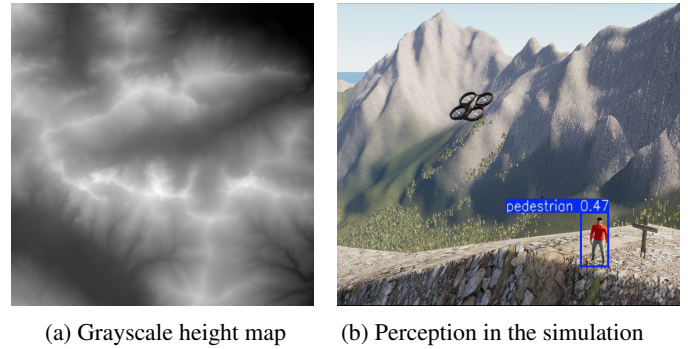 pedestrian 0.47
(a) Grayscale height map
(b) Perception in the simulation